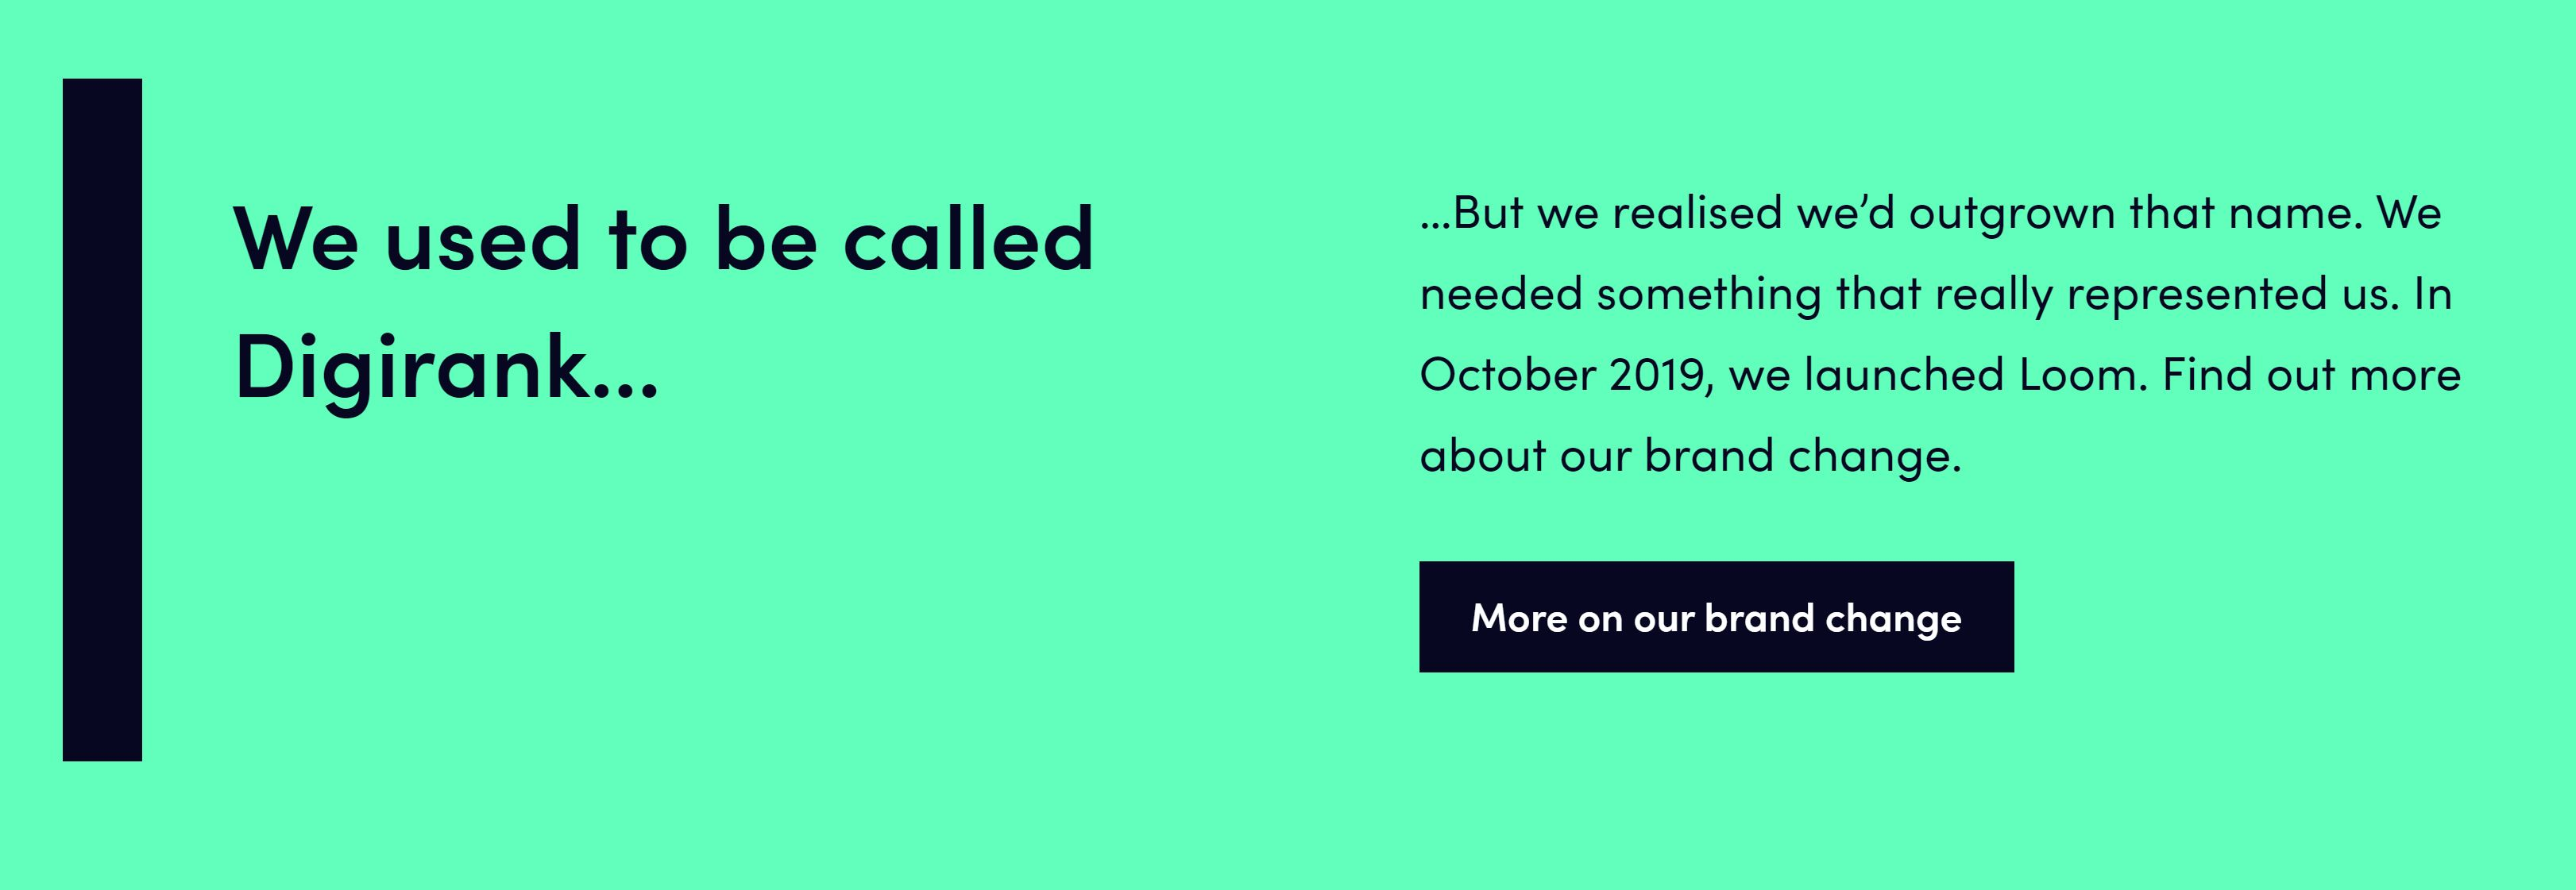 We used to be called
Digirank...
...But we realised we’d outgrown that name. We
needed something that really represented us. In
October 2019, we launched Loom. Find out more
about our brand change.
More on our brand change